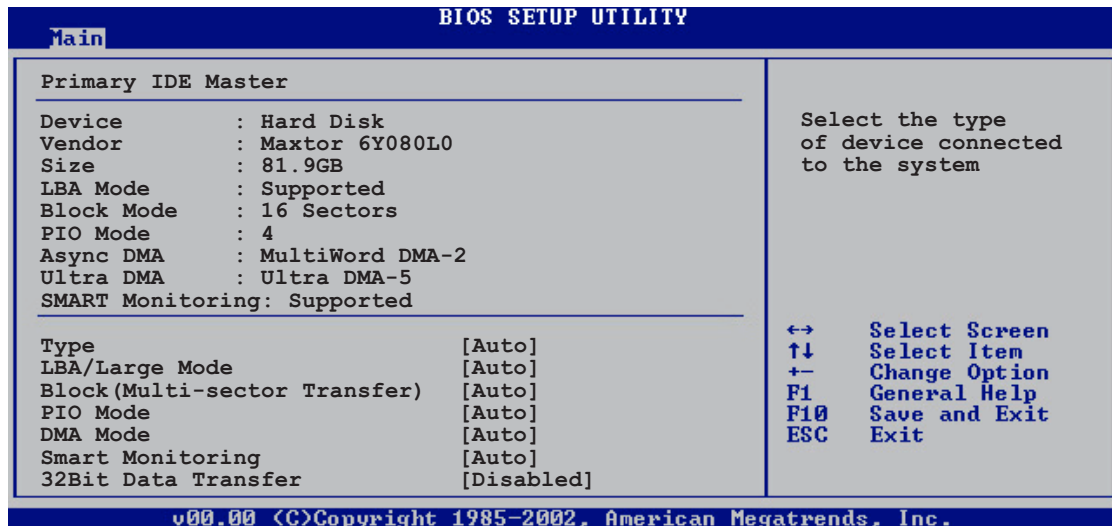 BIOS SETUP UTILITY
Main
Primary IDE Master
Device : Hard Disk
Vendor : Maxtor 6Y080L0
Size : 81.9GB
LBA Mode : Supported
Block Mode : 16 Sectors
PIO Mode : 4
Async DMA : MultiWord DMA-2
Ultra DMA : Ultra DMA-5
SMART Monitoring: Supported
Type [Auto]
LBA/Large Mode [Auto]
Block(Multi-sector Transfer) [Auto]
PIO Mode [Auto]
DMA Mode [Auto]
Smart Monitoring [Auto]
32Bit Data Transfer [Disabled]
Select the type
of device connected
to the system
←→ Select Screen
↑↓ Select Item
+- Change Option
F1 General Help
F10 Save and Exit
ESC Exit
v00.00 (C)Copyright 1985-2002, American Megatrends, Inc.